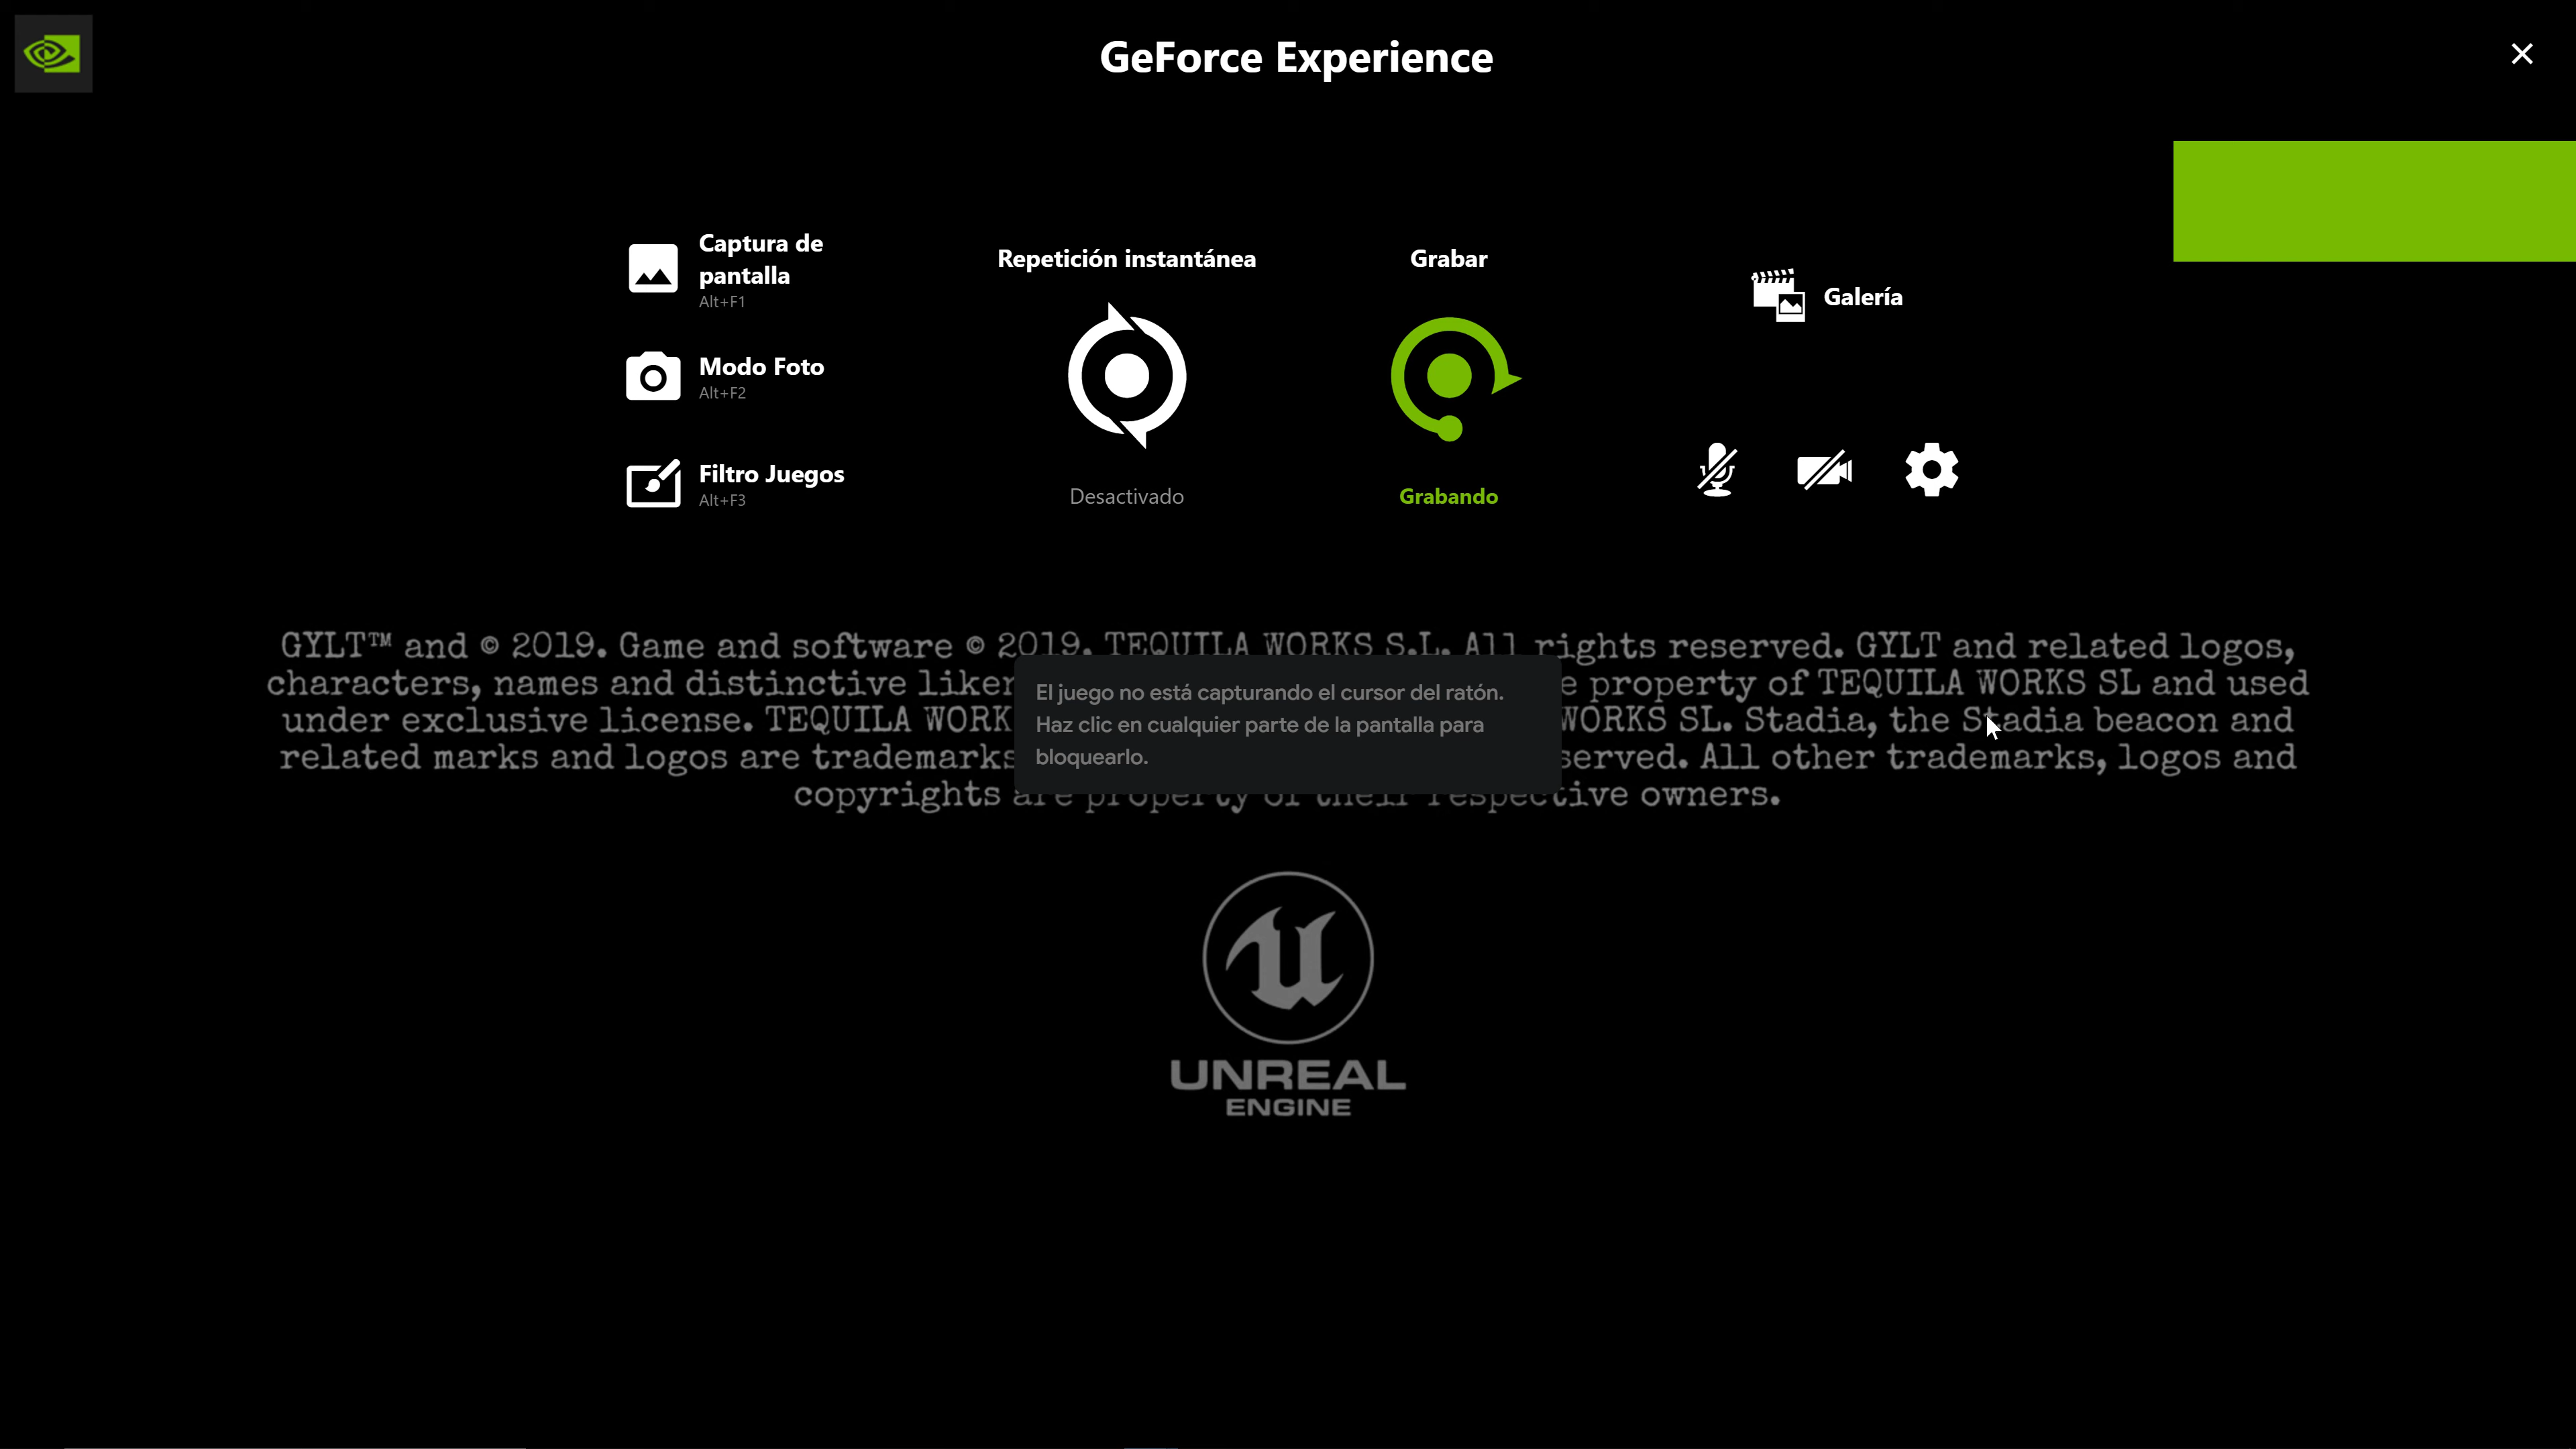 GeForce Experience
Captura de
pantalla
Alt+F1
Modo Foto
Alt+F2
Filtro Juegos
Alt+F3
Repetición instantánea
Desactivado
Grabar
Grabando
Galería
GYLT™ and © 2019. Game and software © 2019. TEQUILA WORKS S.L. All rights reserved. GYLT and related logos,
characters, names and distinctive property of TEQUILA WORKS SL and used
under exclusive license. TEQUILA WORKS SL. Stadia, the Stadia beacon and
related marks and logos are trademarks All other trademarks, logos and
copyrights are property of their respective owners.
El juego no está capturando el cursor del ratón.
Haz clic en cualquier parte de la pantalla para
bloquearlo.
UNREAL
ENGINE